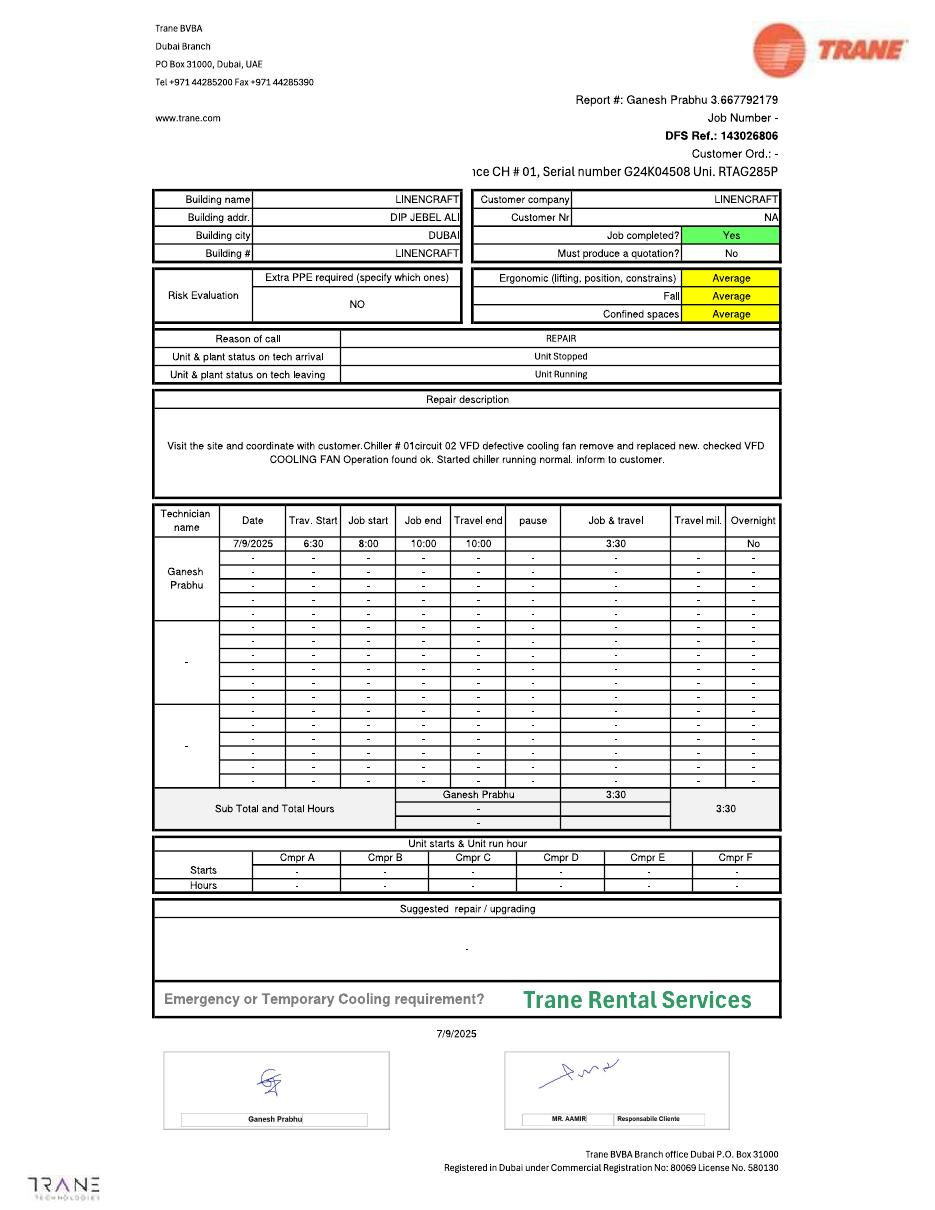 Trane BVBA
Dubai Branch
PO Box 31000, Dubai, UAE
Tel +971 44285200 Fax +971 44285390
www.trane.com
TRANE
Report #: Ganesh Prabhu 3.667792179
Job Number -
DFS Ref.: 143026806
Customer Ord.: -
nce CH # 01, Serial number G24K04508 Uni. RTAG285P
Building name LINENCRAFT
Building addr. DIP JEBEL ALI
Building city DUBAI
Building # LINENCRAFT
Customer company LINENCRAFT
Customer Nr NA
Job completed? Yes
Must produce a quotation? No
Risk Evaluation
Extra PPE required (specify which ones)
NO
Ergonomic (lifting, position, constrains) Average
Fall Average
Confined spaces Average
Reason of call REPAIR
Unit & plant status on tech arrival Unit Stopped
Unit & plant status on tech leaving Unit Running
Repair description
Visit the site and coordinate with customer.Chiller # 01circuit 02 VFD defective cooling fan remove and replaced new. checked VFD
COOLING FAN Operation found ok. Started chiller running normal. inform to customer.
Technician name Date Trav. Start Job start Job end Travel end pause Job & travel Travel mil. Overnight
Ganesh Prabhu 7/9/2025 6:30 8:00 10:00 10:00 3:30 No
- - - - - - - - -
- - - - - - - - -
- - - - - - - - -
- - - - - - - - -
- - - - - - - - -
-
- - - - - - - - -
- - - - - - - - -
- - - - - - - - -
- - - - - - - - -
- - - - - - - - -
- - - - - - - - -
-
- - - - - - - - -
- - - - - - - - -
- - - - - - - - -
- - - - - - - - -
- - - - - - - - -
- - - - - - - - -
Sub Total and Total Hours
Ganesh Prabhu 3:30
-
-
3:30
Unit starts & Unit run hour
Cmpr A Cmpr B Cmpr C Cmpr D Cmpr E Cmpr F
Starts - - - - - -
Hours - - - - - -
Suggested repair / upgrading
-
Emergency or Temporary Cooling requirement? Trane Rental Services
7/9/2025
Ganesh Prabhu
MR. AAMIR Responsabile Cliente
Trane BVBA Branch office Dubai P.O. Box 31000
Registered in Dubai under Commercial Registration No: 80069 License No. 580130
TRANE
TECHNOLOGIES